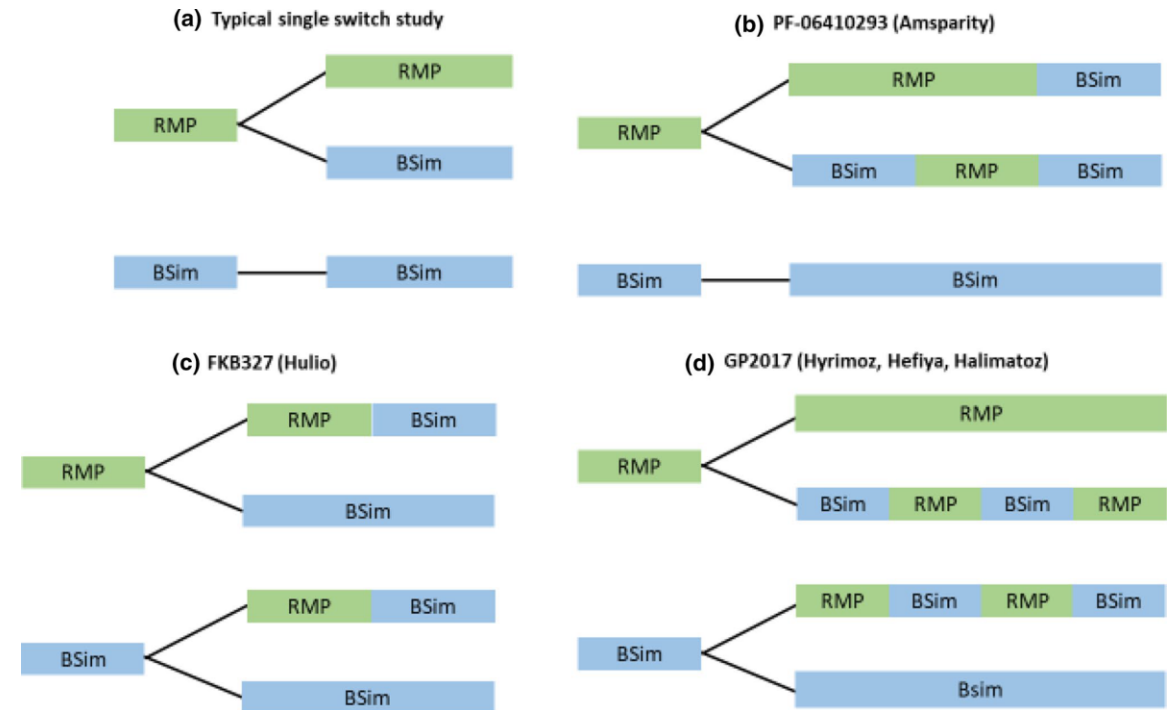 (a) Typical single switch study
RMP
RMP
BSim
BSim
BSim
(b) PF-06410293 (Amsparity)
RMP
BSim
RMP
BSim
RMP
BSim
BSim
BSim
(c) FKB327 (Hulio)
RMP
BSim
RMP
BSim
RMP
BSim
BSim
BSim
(d) GP2017 (Hyrimoz, Hefiya, Halimatoz)
RMP
RMP
BSim
RMP
BSim
RMP
RMP
BSim
RMP
BSim
BSim
Bsim